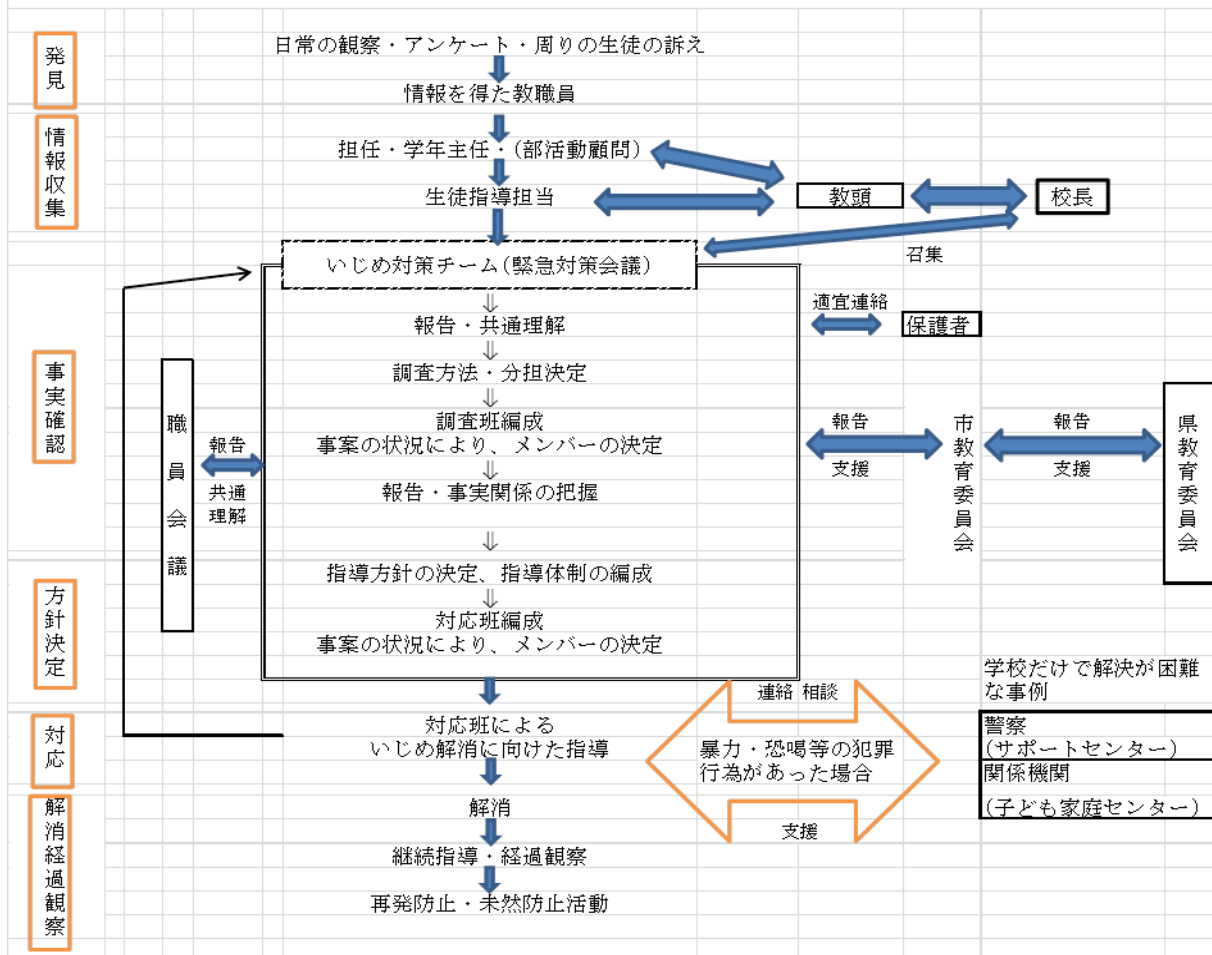 発見
日常の観察・アンケート・周りの生徒の訴え
情報を得た教職員
情報収集
担任・学年主任・(部活動顧問)
生徒指導担当
教頭
校長
召集
いじめ対策チーム(緊急対策会議)
事実確認
報告・共通理解
適宜連絡
保護者
調査方法・分担決定
調査班編成
事案の状況により、メンバーの決定
報告・事実関係の把握
職員会議
報告
共通
理解
報告
支援
市教育委員会
報告
支援
県教育委員会
方針決定
指導方針の決定、指導体制の編成
対応班編成
事案の状況により、メンバーの決定
学校だけで解決が困難
な事例
連絡 相談
対応
対応班による
いじめ解消に向けた指導
暴力・恐喝等の犯罪
行為があった場合
支援
警察
(サポートセンター)
関係機関
(子ども家庭センター)
解消経過観察
解消
継続指導・経過観察
再発防止・未然防止活動